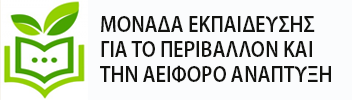 ΜΟΝΑΔΑ ΕΚΠΑΙΔΕΥΣΗΣ
ΓΙΑ ΤΟ ΠΕΡΙΒΑΛΛΟΝ ΚΑΙ
ΤΗΝ ΑΕΙΦΟΡΟ ΑΝΑΠΤΥΞΗ